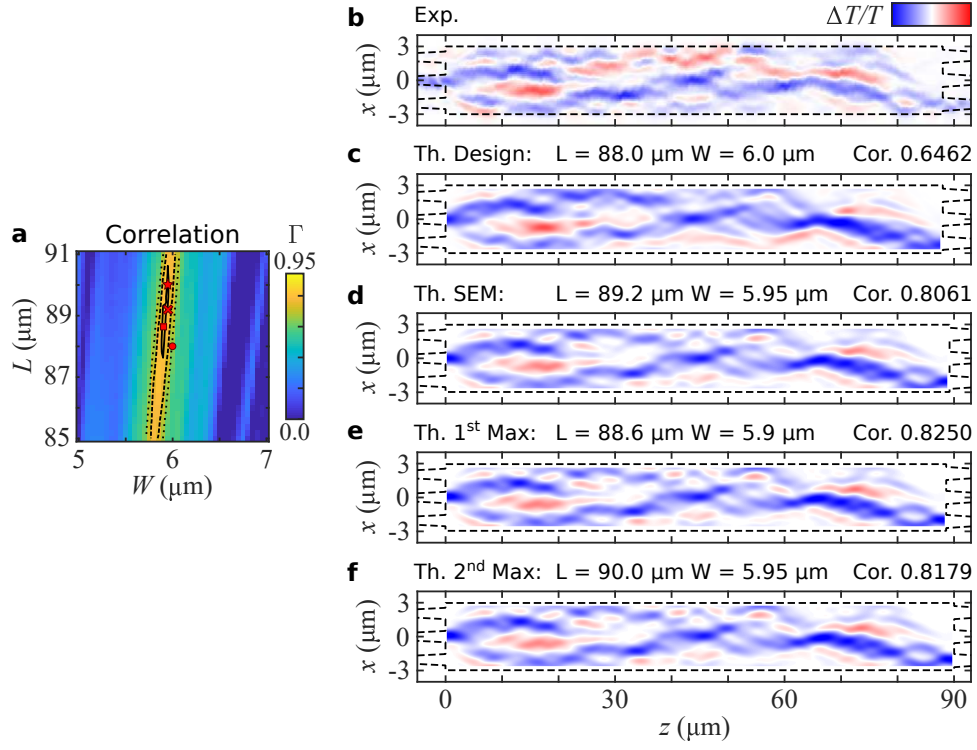 a
Correlation
Γ
0.95
0.0
91
89
87
85
L (μm)
5 6 7
W (μm)
b Exp. ΔT/T
3
0
-3
x (μm)
c Th. Design: L = 88.0 μm W = 6.0 μm Cor. 0.6462
3
0
-3
x (μm)
d Th. SEM: L = 89.2 μm W = 5.95 μm Cor. 0.8061
3
0
-3
x (μm)
e Th. 1st Max: L = 88.6 μm W = 5.9 μm Cor. 0.8250
3
0
-3
x (μm)
f Th. 2nd Max: L = 90.0 μm W = 5.95 μm Cor. 0.8179
3
0
-3
x (μm)
0 30 60 90
z (μm)